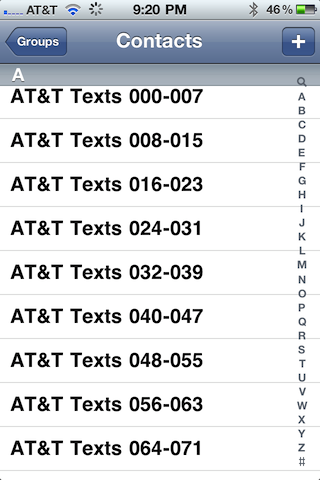 AT&T 9:20 PM 46%
Groups Contacts +
A
AT&T Texts 000-007
AT&T Texts 008-015
AT&T Texts 016-023
AT&T Texts 024-031
AT&T Texts 032-039
AT&T Texts 040-047
AT&T Texts 048-055
AT&T Texts 056-063
AT&T Texts 064-071
A
B
C
D
E
F
G
H
I
J
K
L
M
N
O
P
Q
R
S
T
U
V
W
X
Y
Z
#